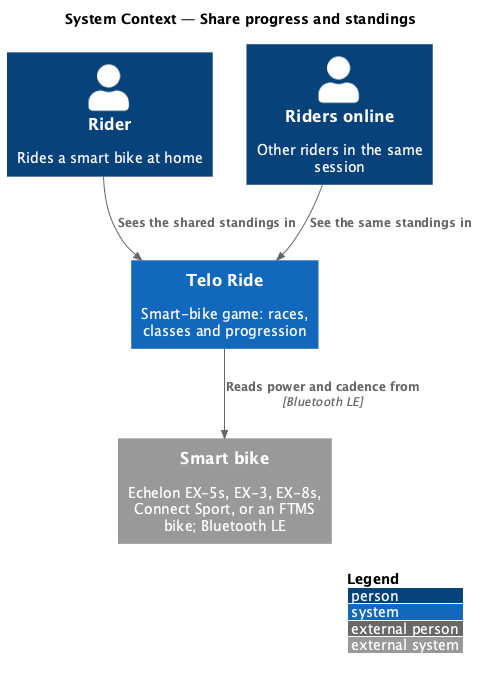 System Context — Share progress and standings
Rider
Rides a smart bike at home
Riders online
Other riders in the same
session
Sees the shared standings in
See the same standings in
Telo Ride
Smart-bike game: races,
classes and progression
Reads power and cadence from
[Bluetooth LE]
Smart bike
Echelon EX-5s, EX-3, EX-8s,
Connect Sport, or an FTMS
bike; Bluetooth LE
Legend
person
system
external person
external system